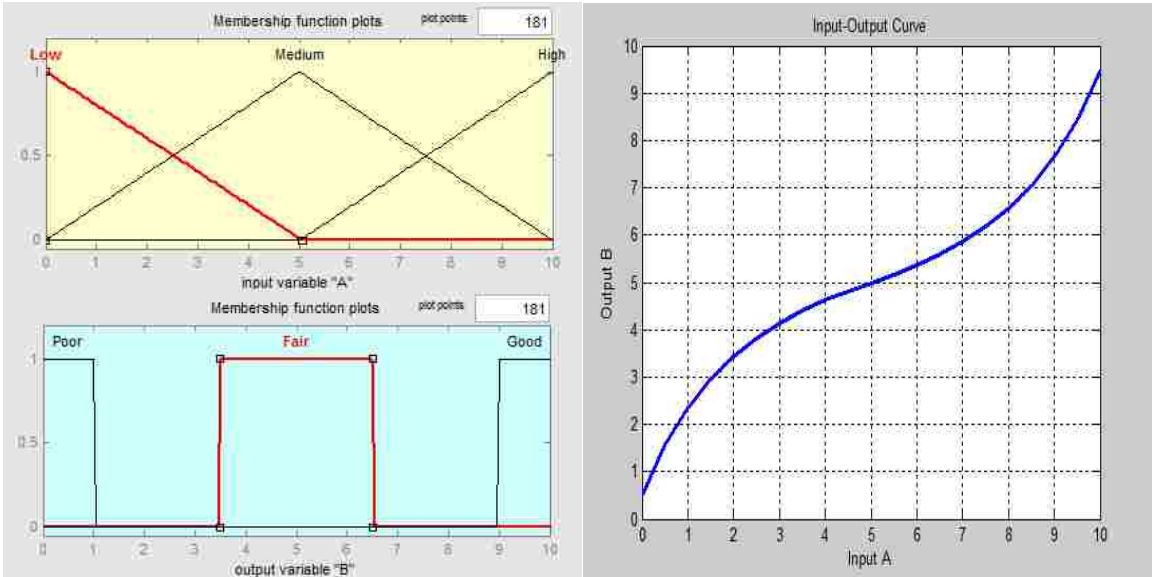 Membership function plots plot points 181
Low Medium High
1
0.5
0
0 1 2 3 4 5 6 7 8 9 10
input variable "A"
Membership function plots plot points 181
Poor Fair Good
1
0.5
0
0 1 2 3 4 5 6 7 8 9 10
output variable "B"
Input-Output Curve
10
9
8
7
6
5
4
3
2
1
0
Output B
0 1 2 3 4 5 6 7 8 9 10
Input A